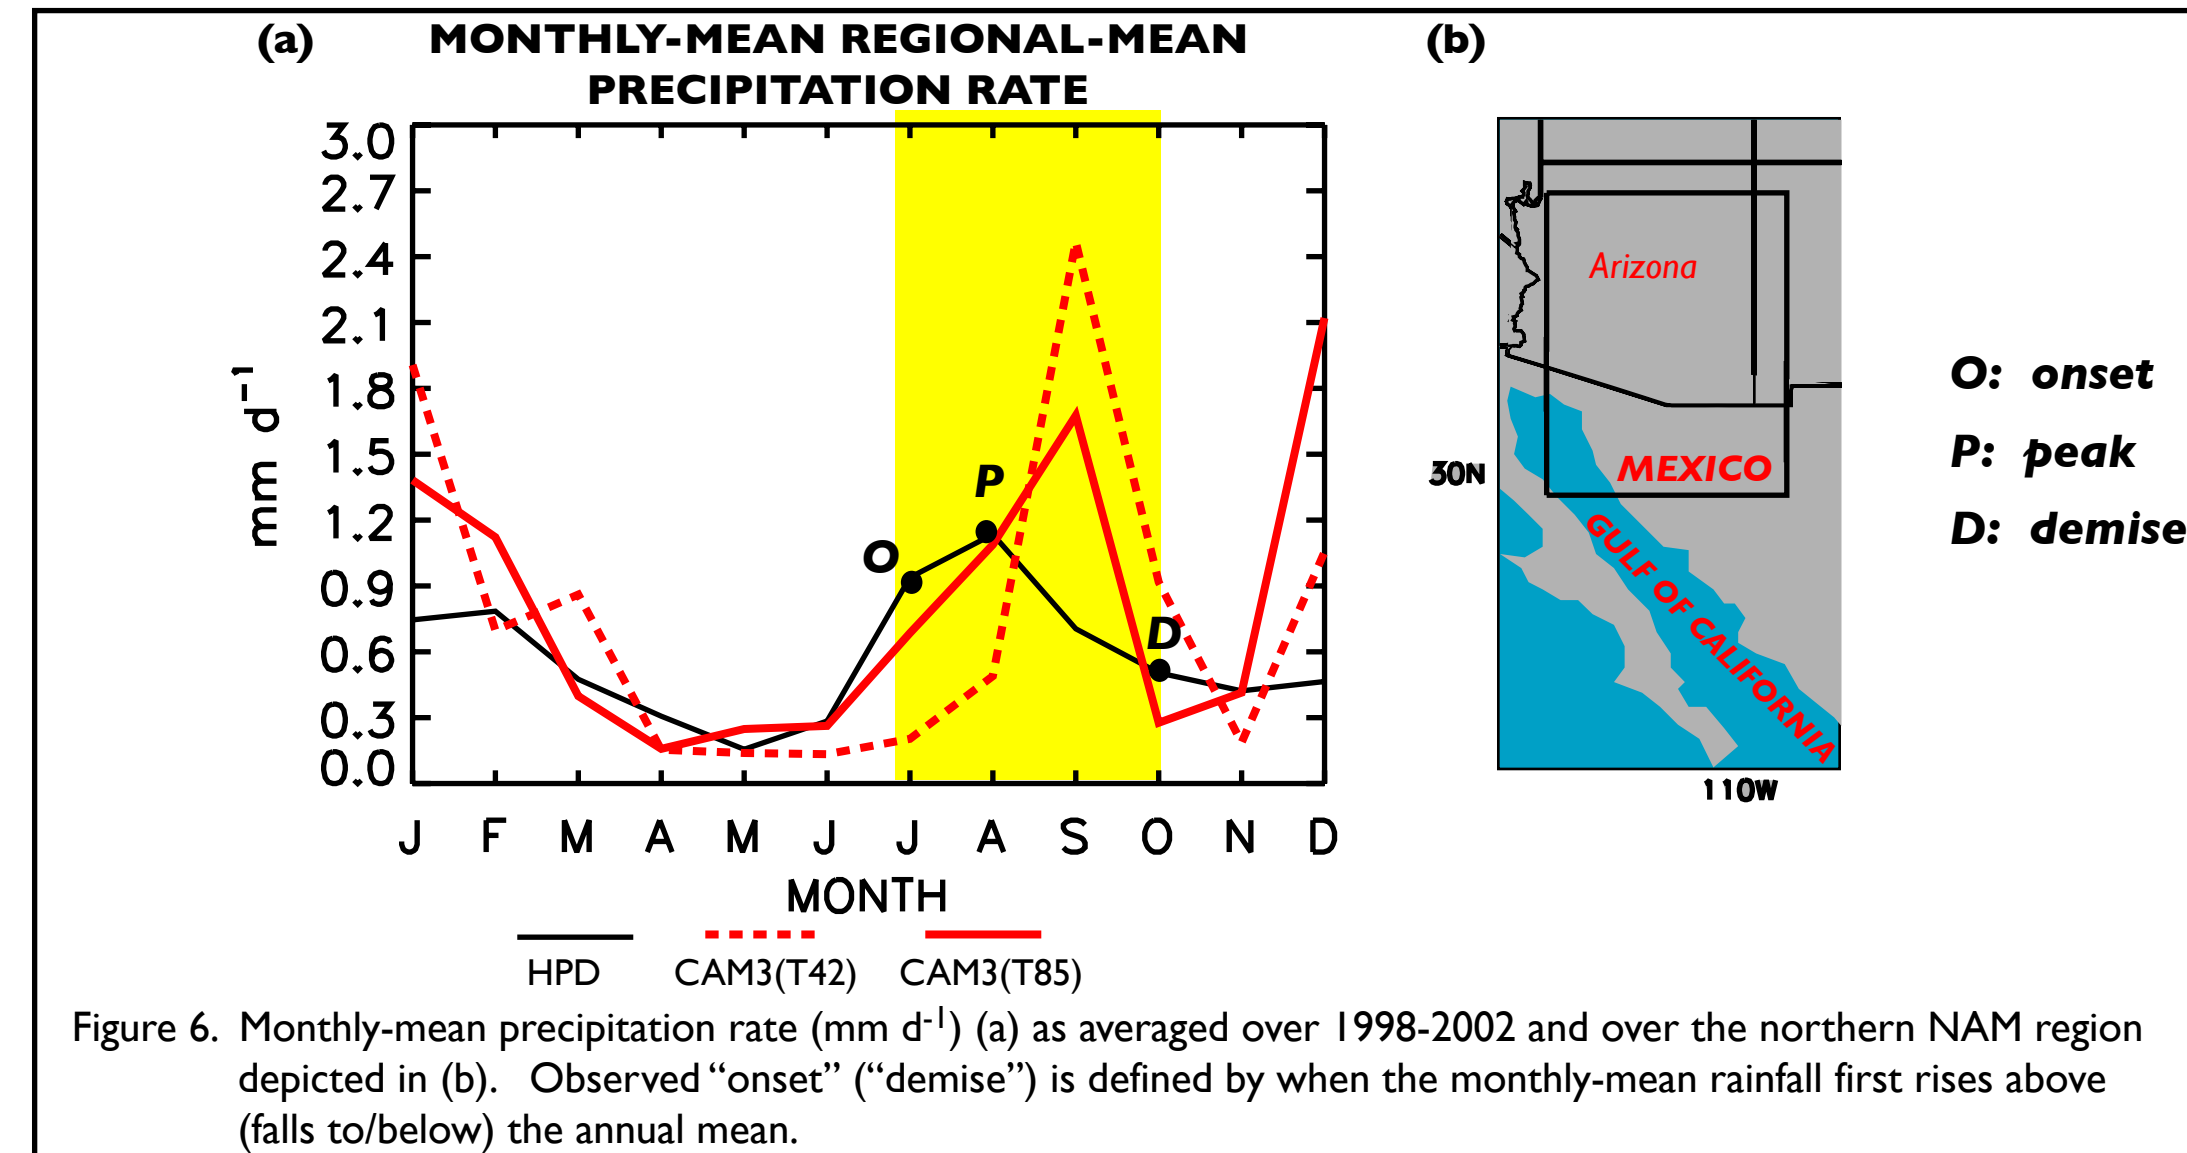 (a)
MONTHLY-MEAN REGIONAL-MEAN
PRECIPITATION RATE
3.0
2.7
2.4
2.1
1.8
1.5
1.2
0.9
0.6
0.3
0.0
mm d⁻¹
O
P
D
J F M A M J J A S O N D
MONTH
HPD CAM3(T42) CAM3(T85)
(b)
Arizona
MEXICO
GULF OF CALIFORNIA
30N
110W
O: onset
P: peak
D: demise
Figure 6. Monthly-mean precipitation rate (mm d⁻¹) (a) as averaged over 1998-2002 and over the northern NAM region
depicted in (b). Observed “onset” (“demise”) is defined by when the monthly-mean rainfall first rises above
(falls to/below) the annual mean.